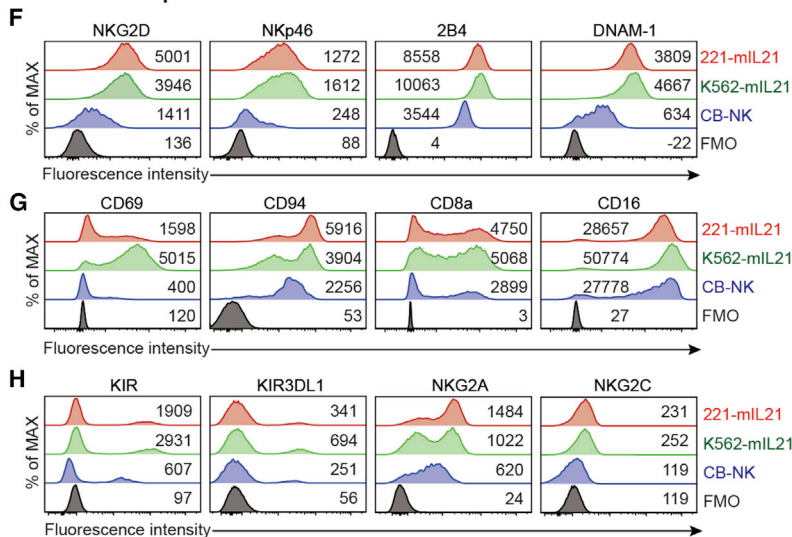 F
NKG2D NKp46 2B4 DNAM-1
% of MAX
5001 1272 8558 3809 221-mIL21
3946 1612 10063 4667 K562-mIL21
1411 248 3544 634 CB-NK
136 88 4 -22 FMO
Fluorescence intensity
G
CD69 CD94 CD8a CD16
% of MAX
1598 5916 4750 28657 221-mIL21
5015 3904 5068 50774 K562-mIL21
400 2256 2899 27778 CB-NK
120 53 3 27 FMO
Fluorescence intensity
H
KIR KIR3DL1 NKG2A NKG2C
% of MAX
1909 341 1484 231 221-mIL21
2931 694 1022 252 K562-mIL21
607 251 620 119 CB-NK
97 56 24 119 FMO
Fluorescence intensity